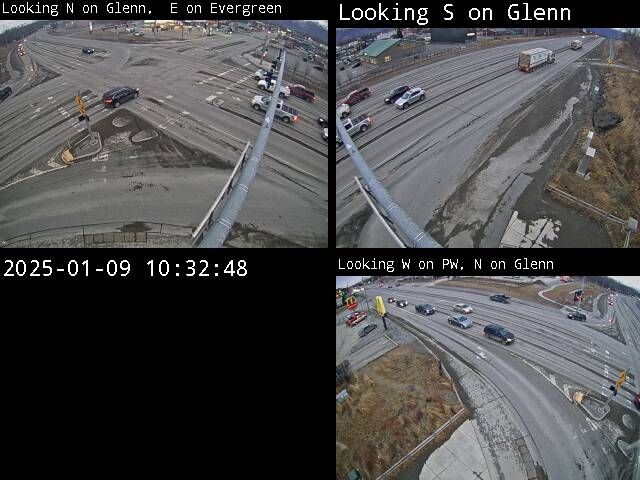 Looking N on Glenn,  E on Evergreen
Looking S on Glenn
2025-01-09 10:32:48
Looking W on PW, N on Glenn